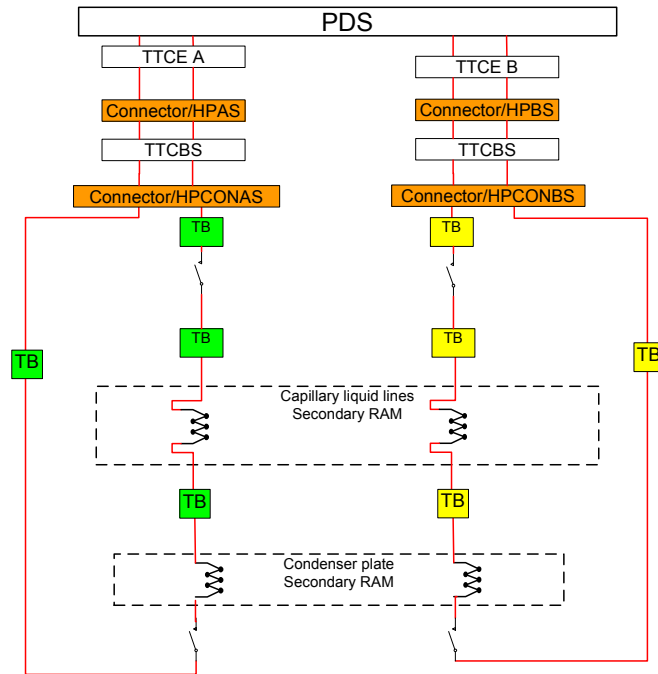 PDS
TTCE A
TTCE B
Connector/HPAS
Connector/HPBS
TTCBS
TTCBS
Connector/HPCONAS
Connector/HPCONBS
TB
TB
TB
TB
TB
TB
Capillary liquid lines
Secondary RAM
TB
TB
Condenser plate
Secondary RAM